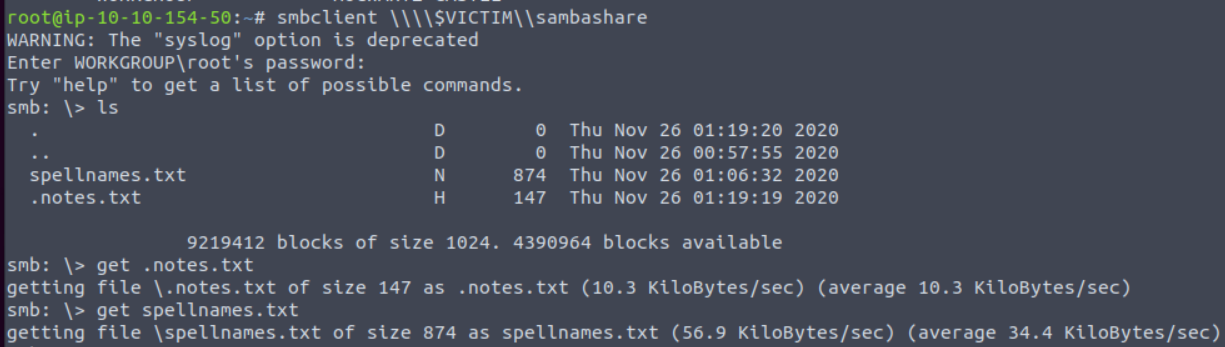 root@ip-10-10-154-50:~# smbclient \\\\$VICTIM\\sambashare
WARNING: The "syslog" option is deprecated
Enter WORKGROUP\root's password:
Try "help" to get a list of possible commands.
smb: \> ls
  .                                   D        0  Thu Nov 26 01:19:20 2020
  ..                                  D        0  Thu Nov 26 00:57:55 2020
  spellnames.txt                      N      874  Thu Nov 26 01:06:32 2020
  .notes.txt                          H      147  Thu Nov 26 01:19:19 2020
                9219412 blocks of size 1024. 4390964 blocks available
smb: \> get .notes.txt
getting file \.notes.txt of size 147 as .notes.txt (10.3 KiloBytes/sec) (average 10.3 KiloBytes/sec)
smb: \> get spellnames.txt
getting file \spellnames.txt of size 874 as spellnames.txt (56.9 KiloBytes/sec) (average 34.4 KiloBytes/sec)